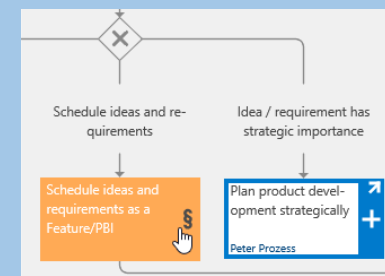 Schedule ideas and re-
quirements
Idea / requirement has
strategic importance
Schedule ideas and
requirements as a
Feature/PBI
§
Plan product devel-
opment strategically
Peter Prozess